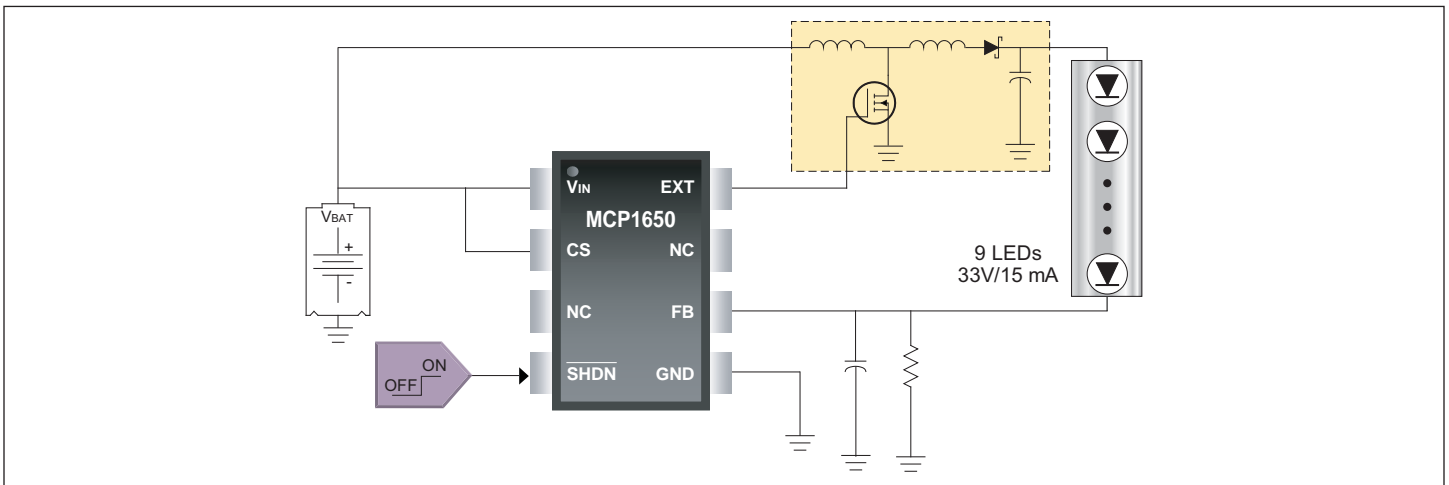 VBAT
+
-
OFF ON
VIN EXT
MCP1650
CS NC
NC FB
SHDN GND
9 LEDs
33V/15 mA